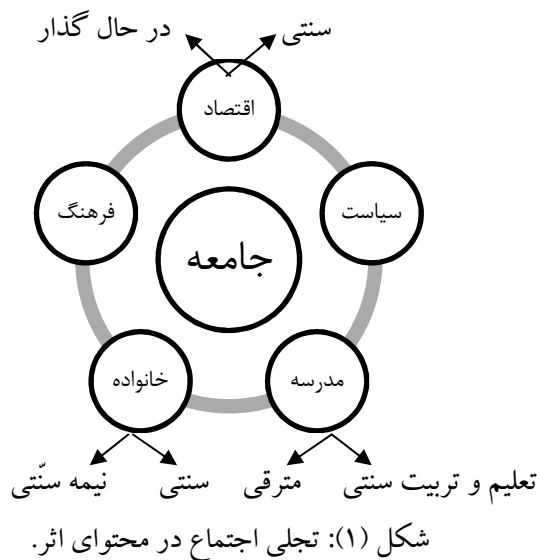 سنتی
در حال گذار
اقتصاد
سیاست
فرهنگ
جامعه
مدرسه
خانواده
تعلیم و تربیت سنتی
مترقی
سنتی
نیمه سنّتی
شکل (۱): تجلی اجتماع در محتوای اثر.